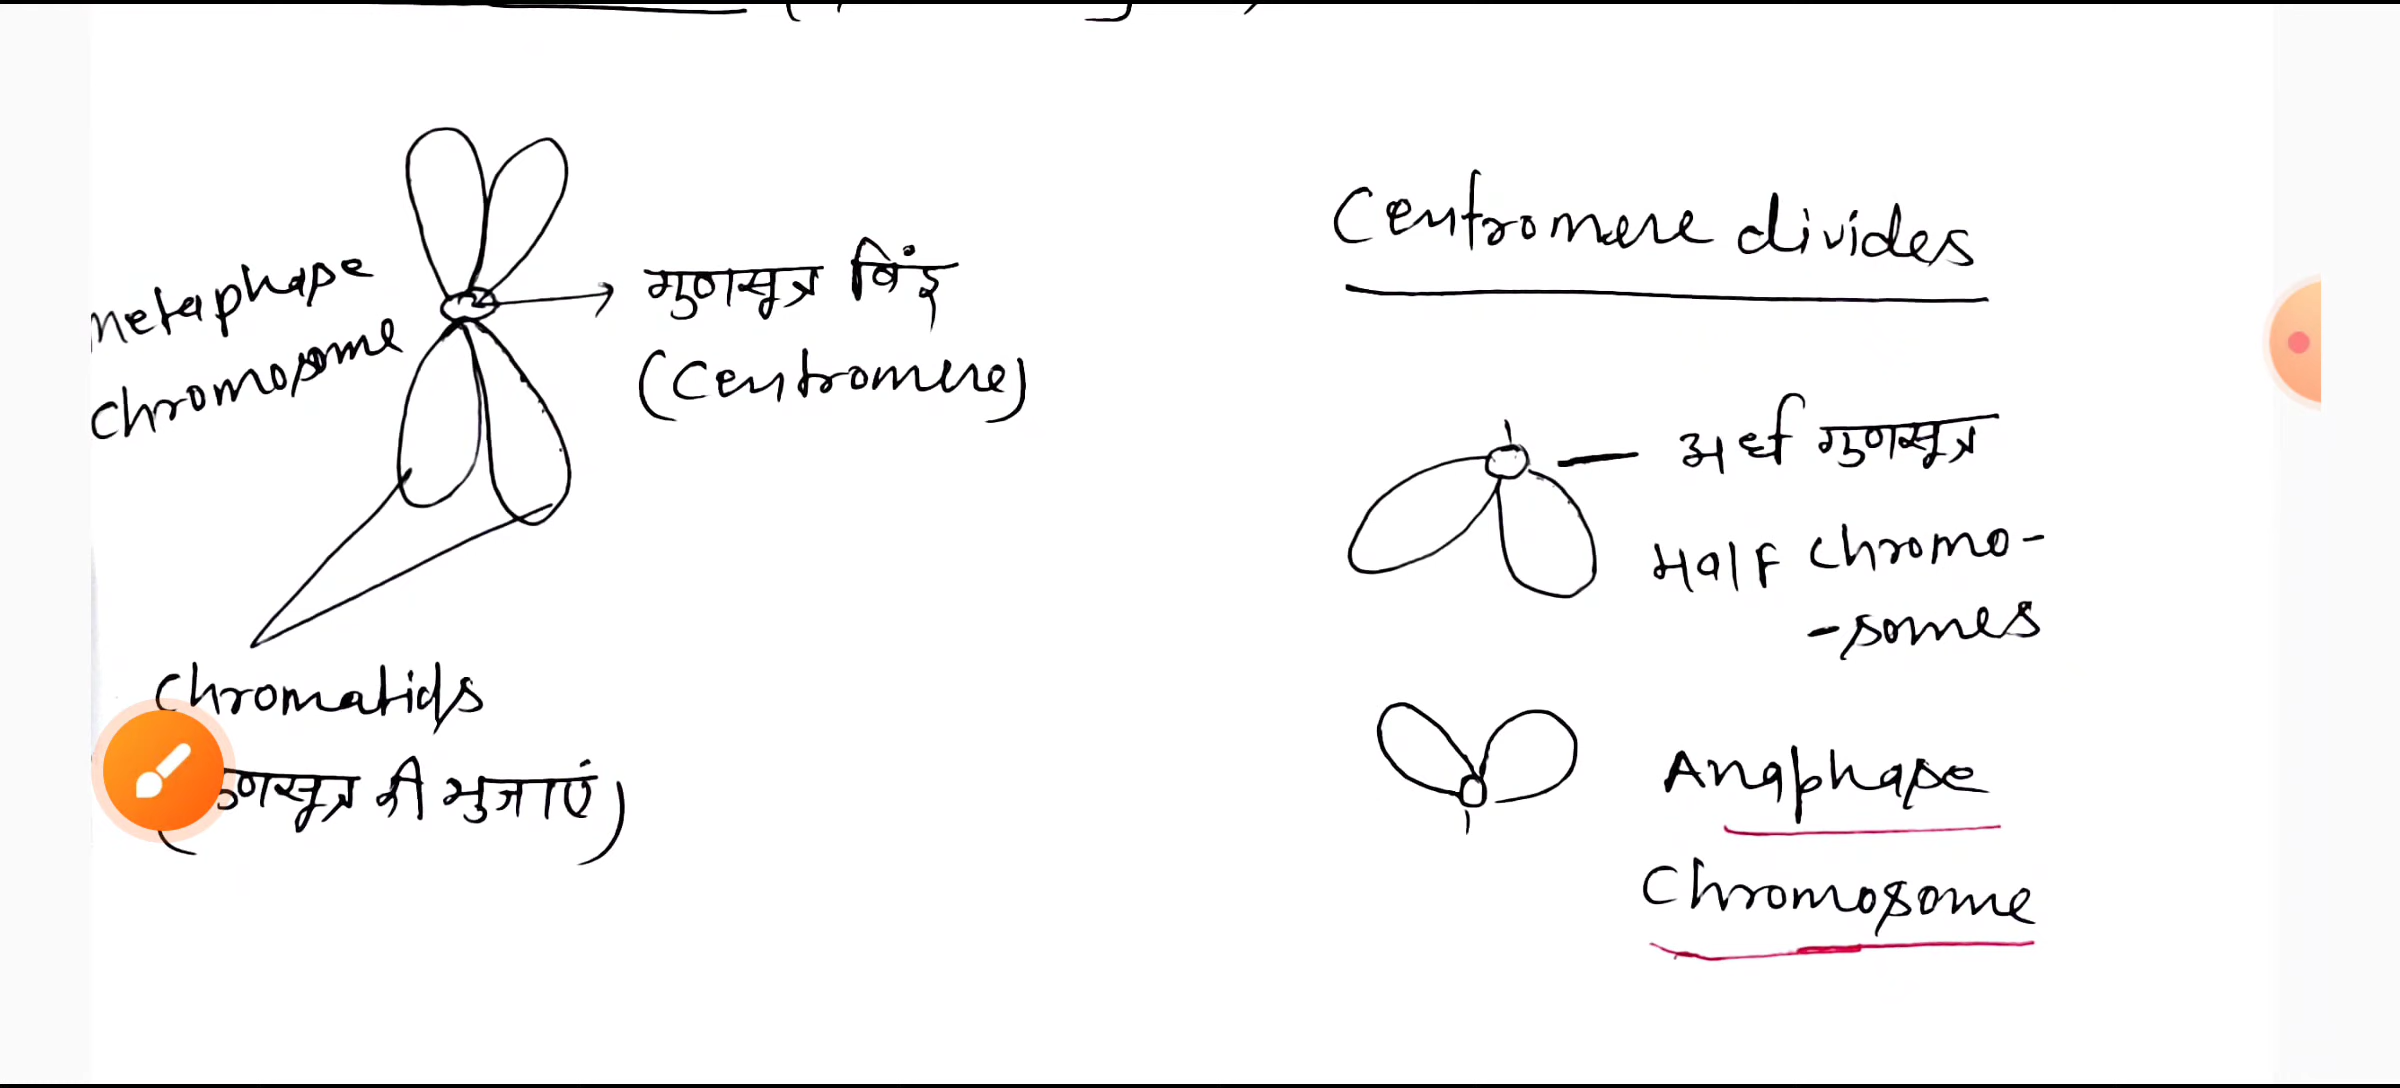 metaphase
chromosome
गुणसूत्र बिंदु
(Centromere)
Chromatids
गुणसूत्र की भुजाएं)
Centromere divides
अर्ध गुणसूत्र
Half chromo-
-somes
Anaphase
Chromosome